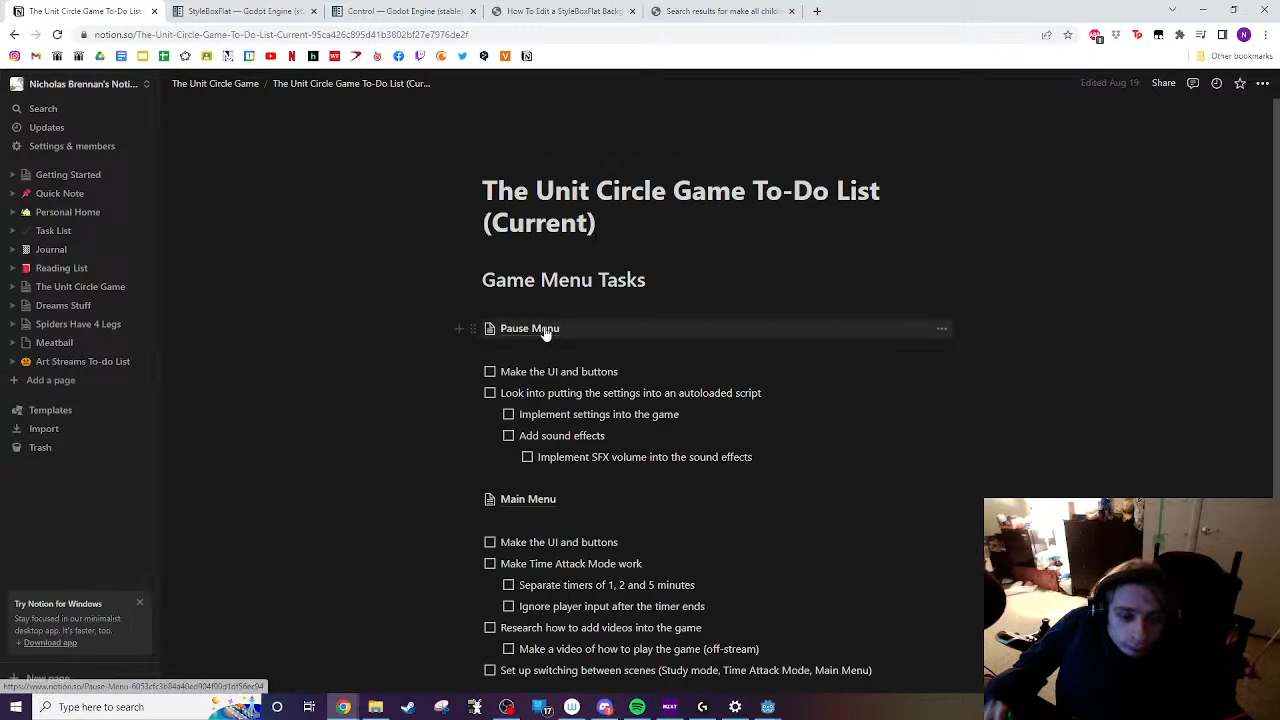 The Unit Circle Game To-Do List
StyleBoxFlat — Godot Engine (st
Control — Godot Engine (stable)
How To Edit a StyleBoxFlat Backg
Search results for make all childre
notion.so/The-Unit-Circle-Game-To-Do-List-Current-95ca426c895d41b3802bf27e7976de2f
Other bookmarks
Nicholas Brennan's Noti...
The Unit Circle Game / The Unit Circle Game To-Do List (Cur...
Edited Aug 19
Share
Search
Updates
Settings & members
Getting Started
Quick Note
Personal Home
Task List
Journal
Reading List
The Unit Circle Game
Dreams Stuff
Spiders Have 4 Legs
Meatball
Art Streams To-do List
Add a page
Templates
Import
Trash
Try Notion for Windows
Stay focused in our minimalist
desktop app. It's faster, too.
Download app
New page
The Unit Circle Game To-Do List
(Current)
Game Menu Tasks
Pause Menu
Make the UI and buttons
Look into putting the settings into an autoloaded script
Implement settings into the game
Add sound effects
Implement SFX volume into the sound effects
Main Menu
Make the UI and buttons
Make Time Attack Mode work
Separate timers of 1, 2 and 5 minutes
Ignore player input after the timer ends
Research how to add videos into the game
Make a video of how to play the game (off-stream)
Set up switching between scenes (Study mode, Time Attack Mode, Main Menu)
Type here to search